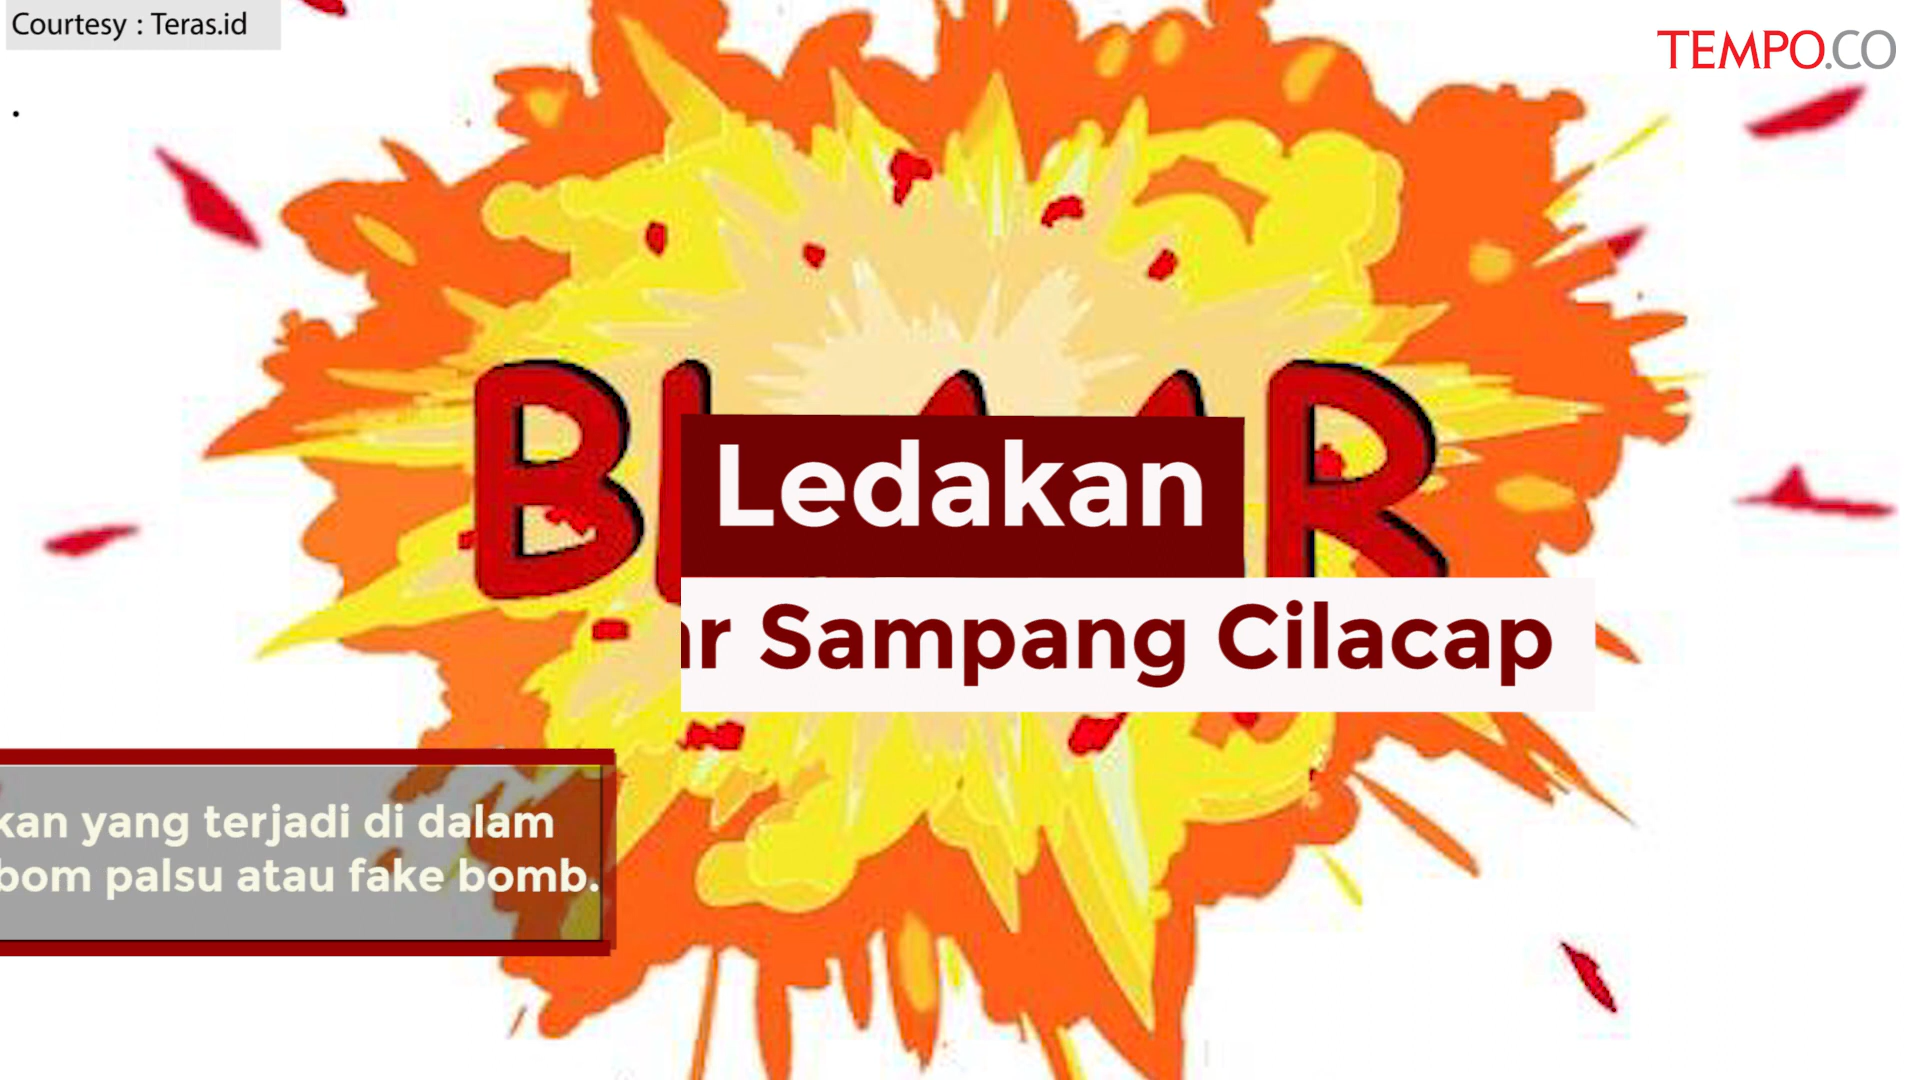 Courtesy : Teras.id
TEMPO.CO
Ledakan
Sampang Cilacap
yang terjadi di dalam
bom palsu atau fake bomb.